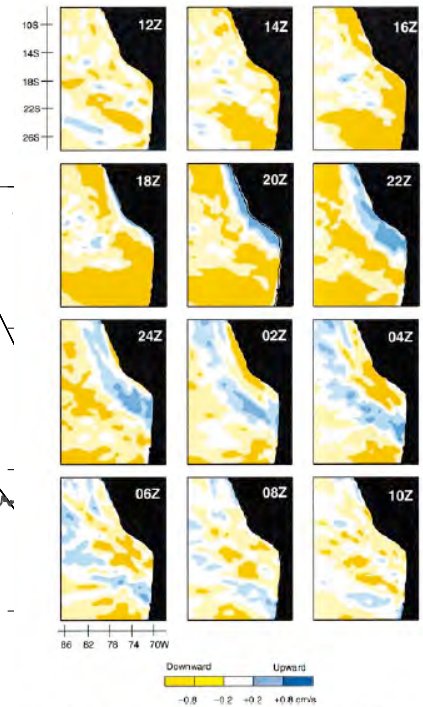 12Z 14Z 16Z
10S
14S
18S
22S
26S
18Z 20Z 22Z
24Z 02Z 04Z
06Z 08Z 10Z
86 82 78 74 70W
Downward Upward
-0.8 -0.2 +0.2 +0.8 cm/s